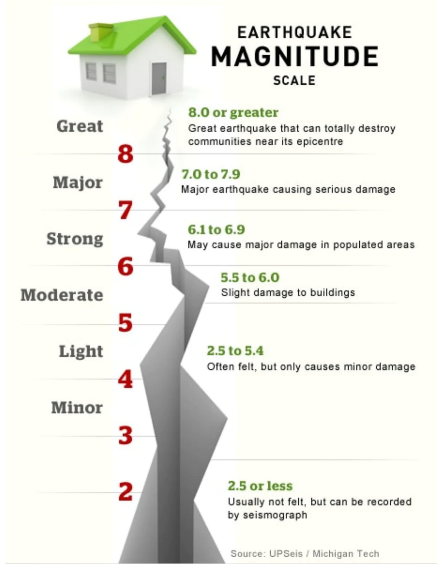 EARTHQUAKE
MAGNITUDE
SCALE
8.0 or greater
Great earthquake that can totally destroy
communities near its epicentre
Great
8
7.0 to 7.9
Major earthquake causing serious damage
Major
7
6.1 to 6.9
May cause major damage in populated areas
Strong
6
5.5 to 6.0
Slight damage to buildings
Moderate
5
2.5 to 5.4
Often felt, but only causes minor damage
Light
4
Minor
3
2.5 or less
Usually not felt, but can be recorded
by seismograph
2
Source: UPSeis / Michigan Tech